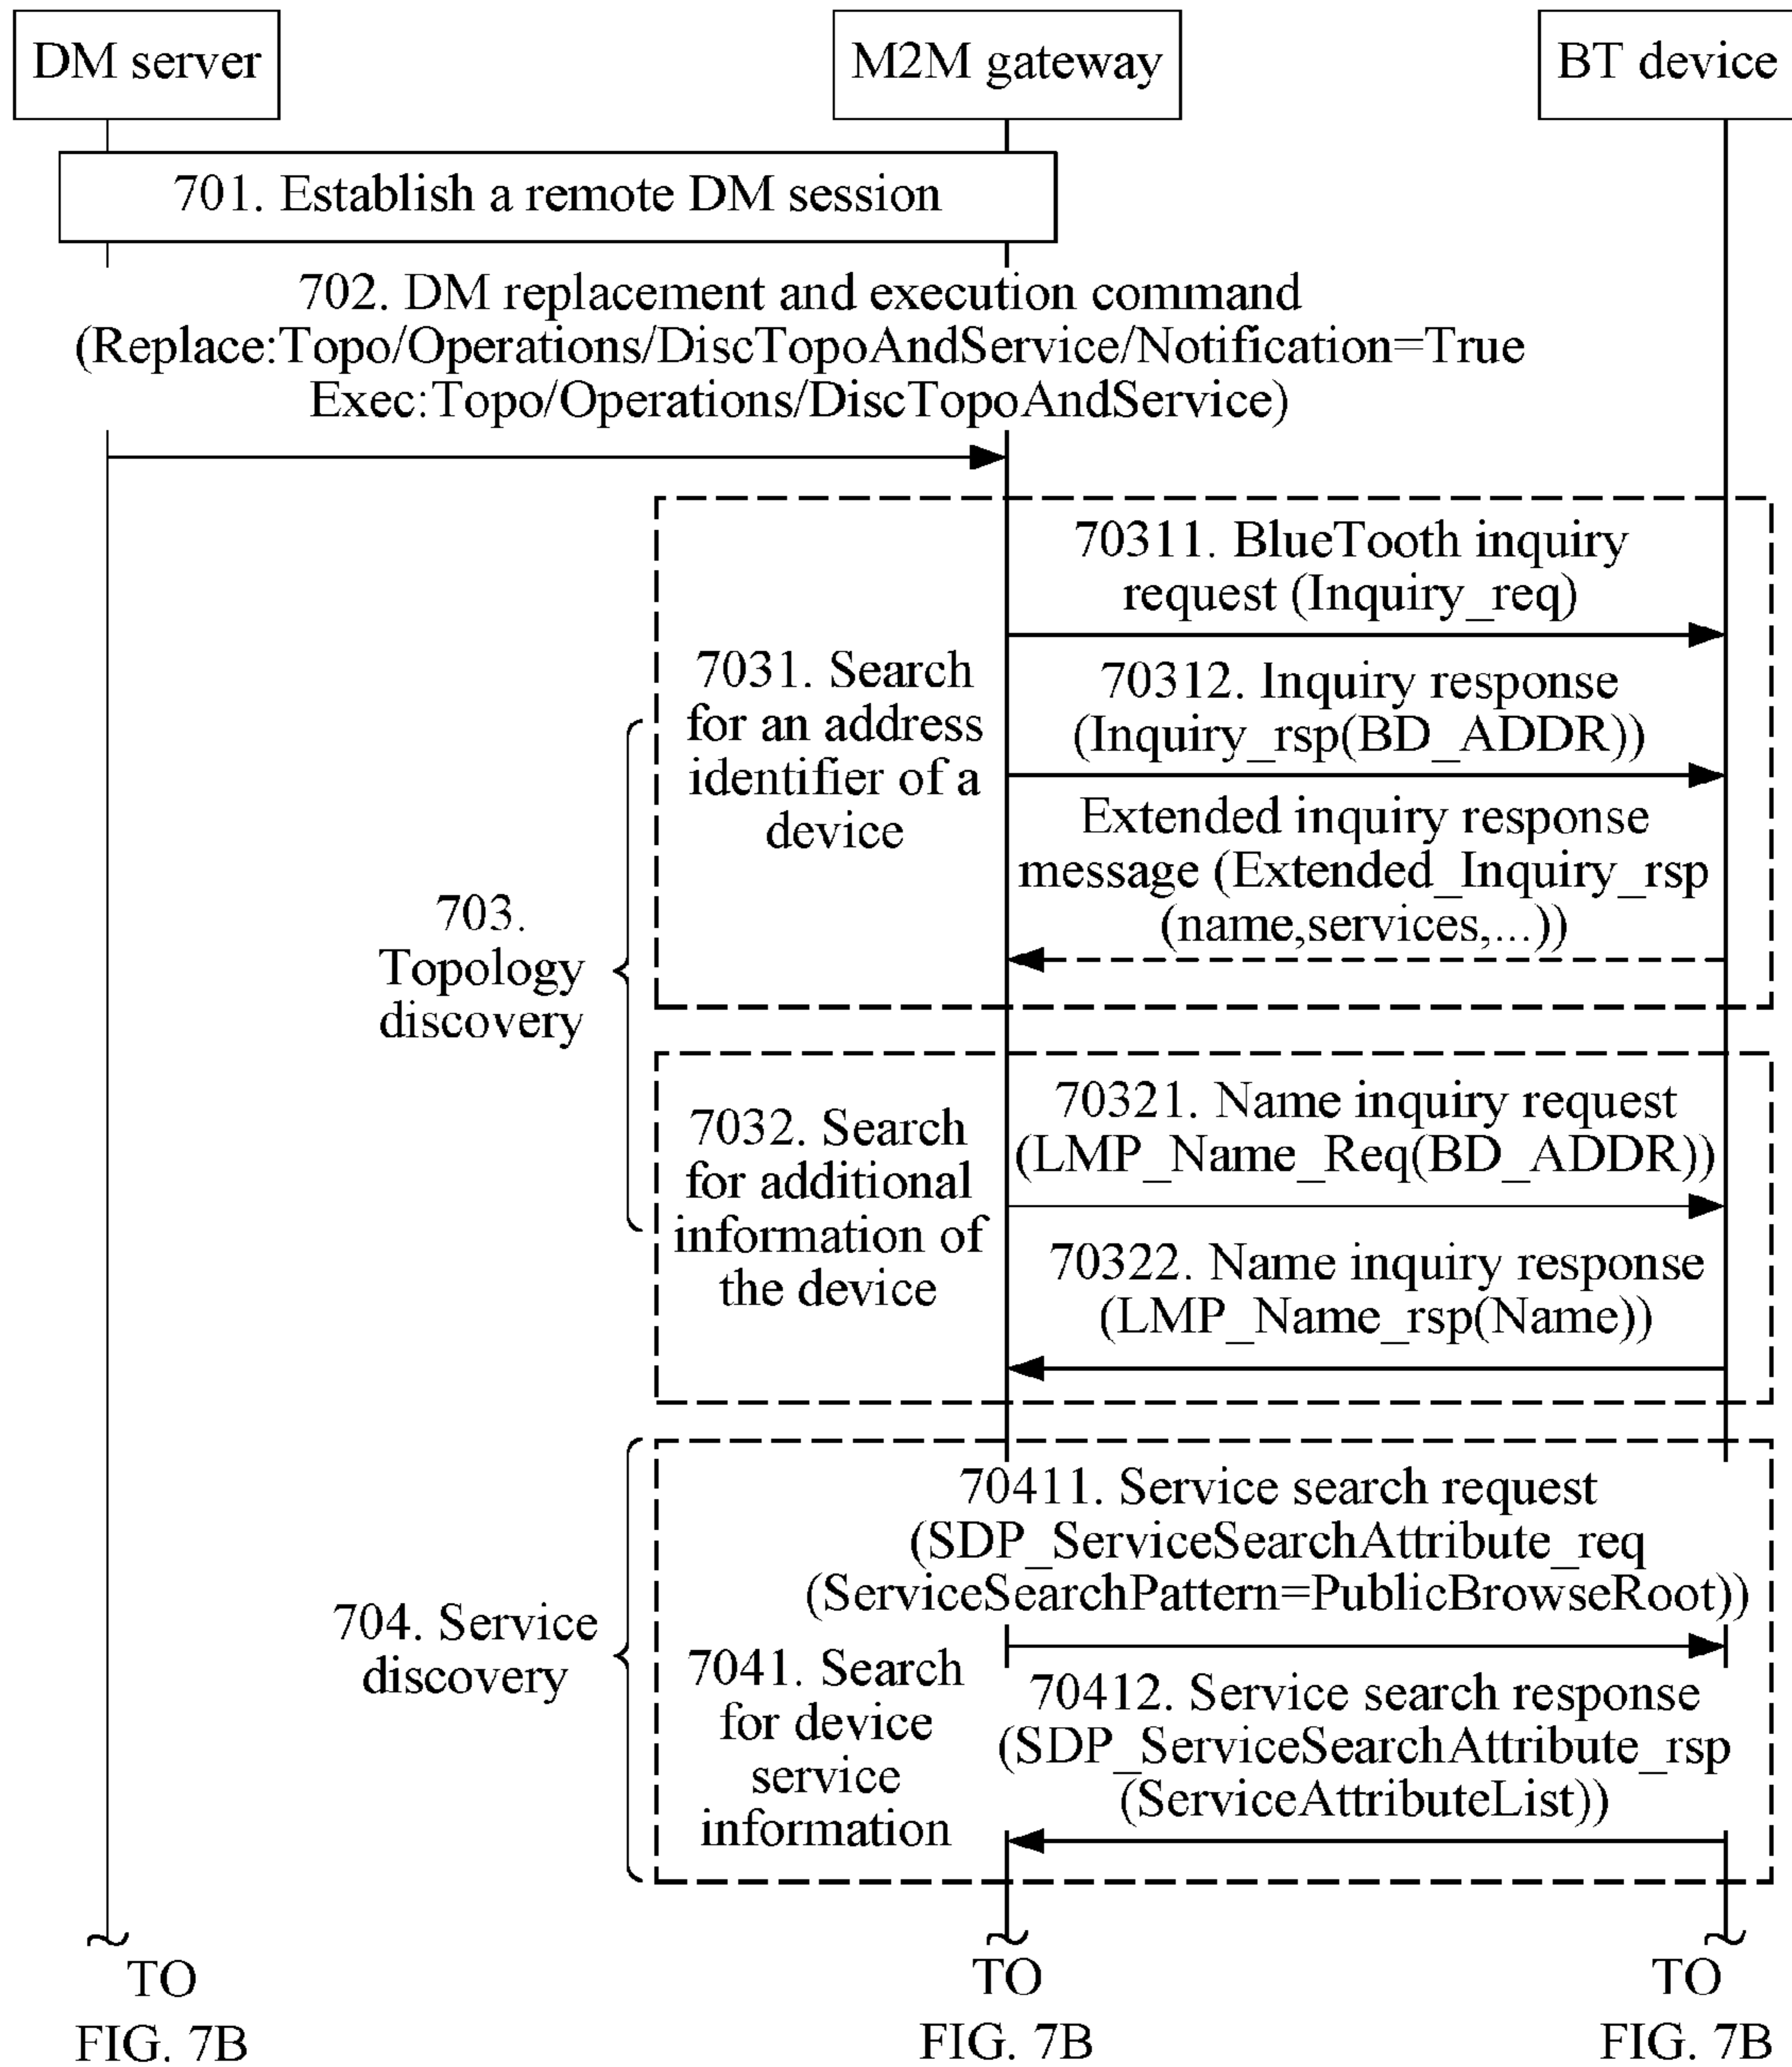 DM server
M2M gateway
BT device
701. Establish a remote DM session
702. DM replacement and execution command
(Replace:Topo/Operations/DiscTopoAndService/Notification=True
Exec:Topo/Operations/DiscTopoAndService)
703.
Topology
discovery
7031. Search
for an address
identifier of a
device
70311. BlueTooth inquiry
request (Inquiry_req)
70312. Inquiry response
(Inquiry_rsp(BD_ADDR))
Extended inquiry response
message (Extended_Inquiry_rsp
(name,services,...))
7032. Search
for additional
information of
the device
70321. Name inquiry request
(LMP_Name_Req(BD_ADDR))
70322. Name inquiry response
(LMP_Name_rsp(Name))
704. Service
discovery
70411. Service search request
(SDP_ServiceSearchAttribute_req
(ServiceSearchPattern=PublicBrowseRoot))
7041. Search
for device
service
information
70412. Service search response
(SDP_ServiceSearchAttribute_rsp
(ServiceAttributeList))
TO
FIG. 7B
TO
FIG. 7B
TO
FIG. 7B